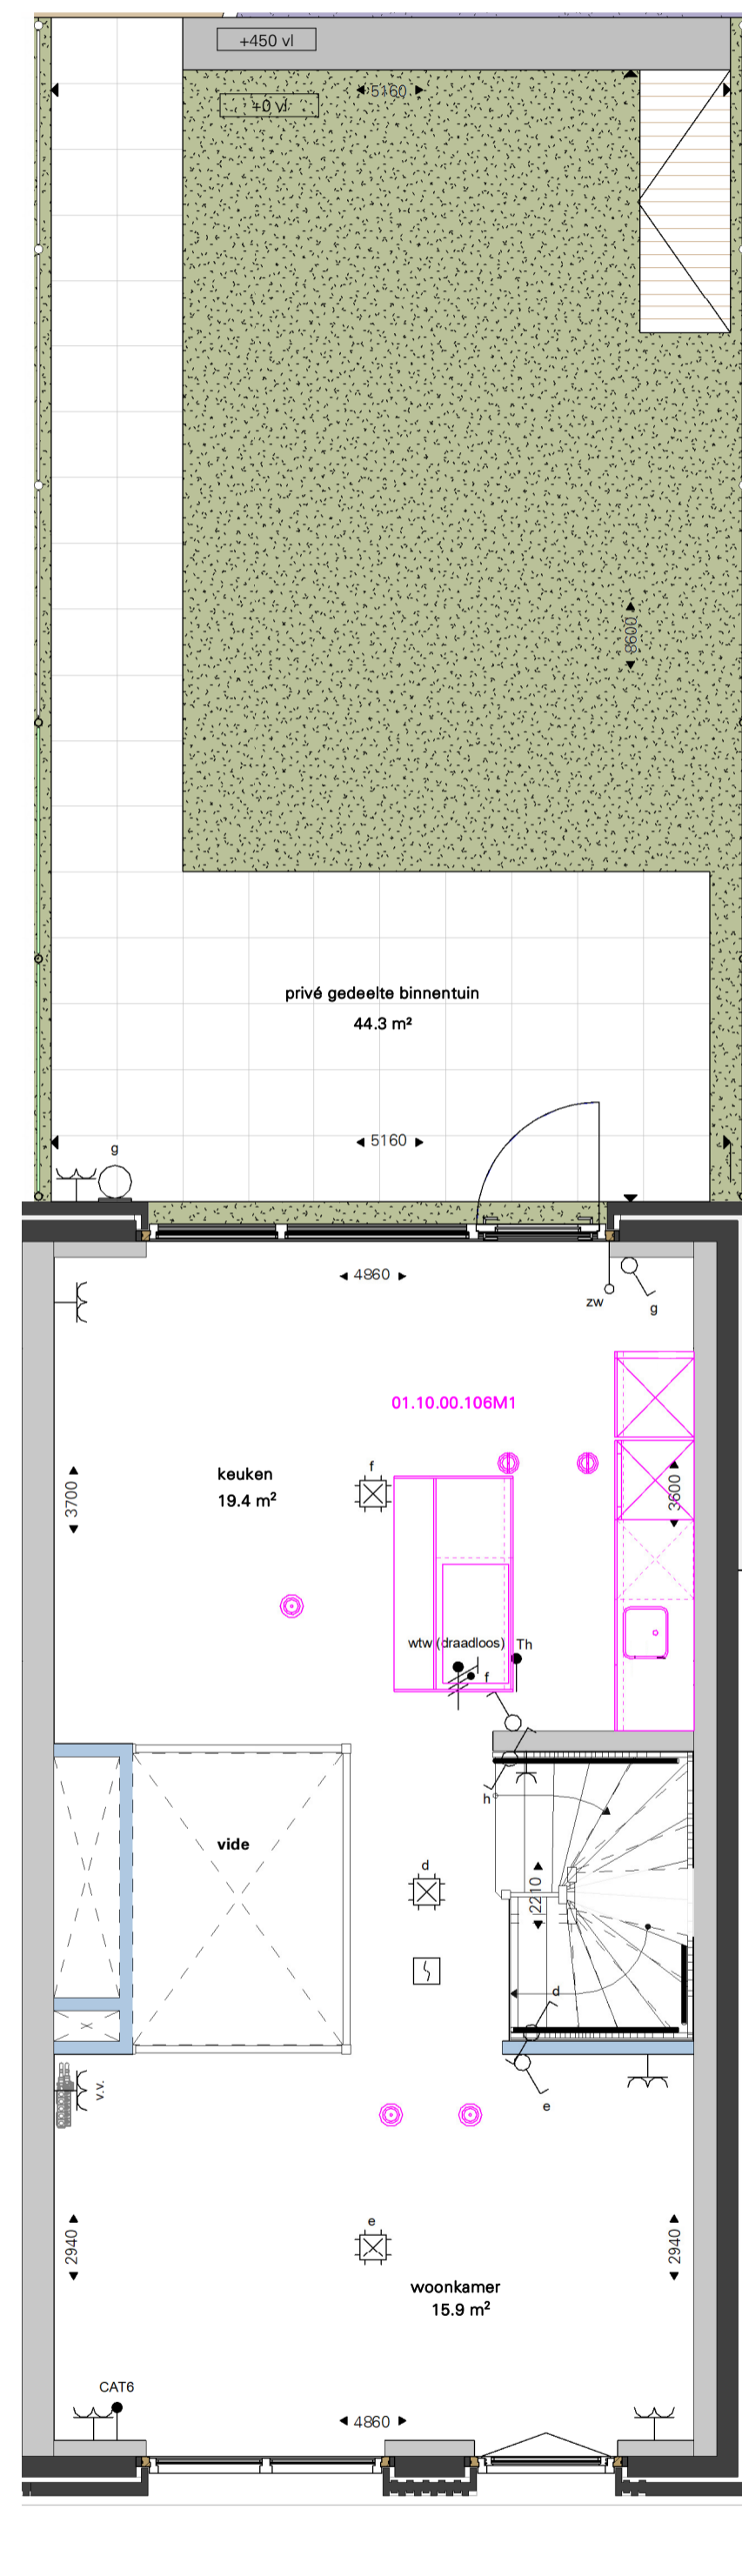 +450 vl
5160
+0 vl
8600
privé gedeelte binnentuin
44.3 m²
5160
g
4860
zw
g
01.10.00.106M1
f
keuken
19.4 m²
3700
3600
wtw (draadloos)
Th
f
h
vide
d
2210
d
v.v.
e
e
2940
2940
woonkamer
15.9 m²
CAT6
4860